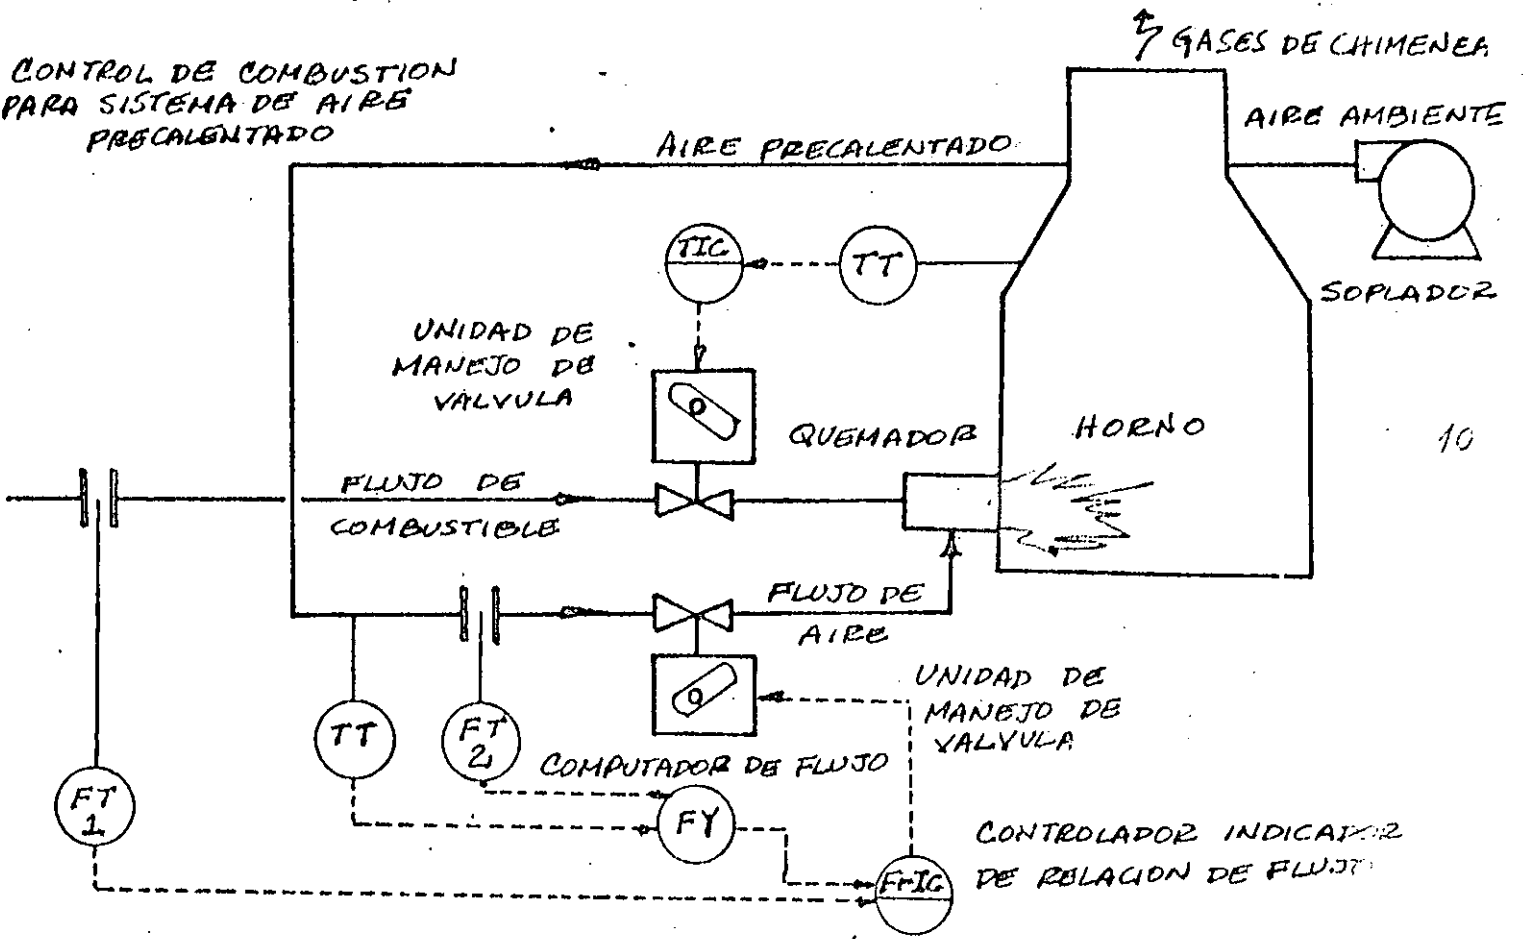 GASES DE CHIMENEA
CONTROL DE COMBUSTION
PARA SISTEMA DE AIRE
PRECALENTADO
AIRE AMBIENTE
AIRE PRECALENTADO
TIC
TT
SOPLADOR
UNIDAD DE
MANEJO DE
VALVULA
QUEMADOR
HORNO
10
FLUJO DE
COMBUSTIBLE
FLUJO DE
AIRE
UNIDAD DE
MANEJO DE
VALVULA
TT
FT
2
COMPUTADOR DE FLUJO
FT
1
FY
CONTROLADOR INDICADOR
DE RELACION DE FLUJO